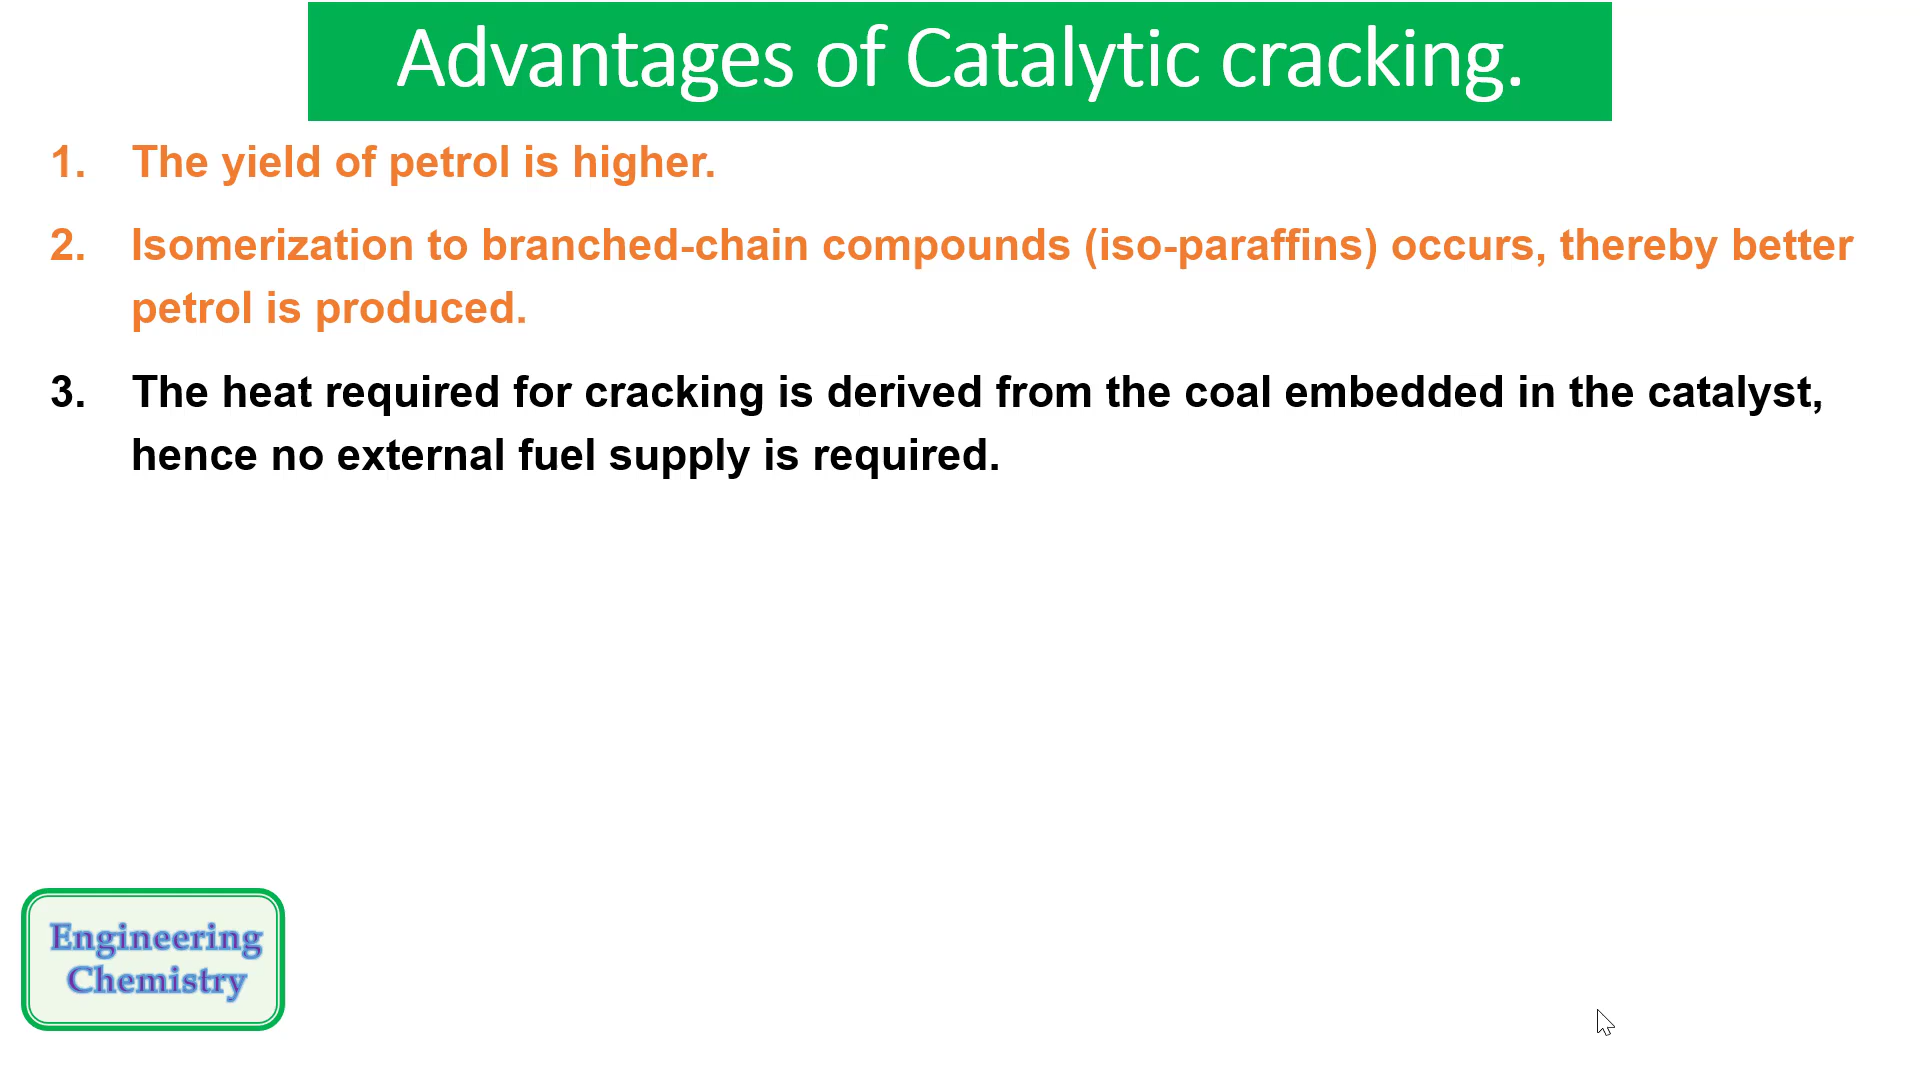 Advantages of Catalytic cracking.
1. The yield of petrol is higher.
2. Isomerization to branched-chain compounds (iso-paraffins) occurs, thereby better
petrol is produced.
3. The heat required for cracking is derived from the coal embedded in the catalyst,
hence no external fuel supply is required.
Engineering
Chemistry